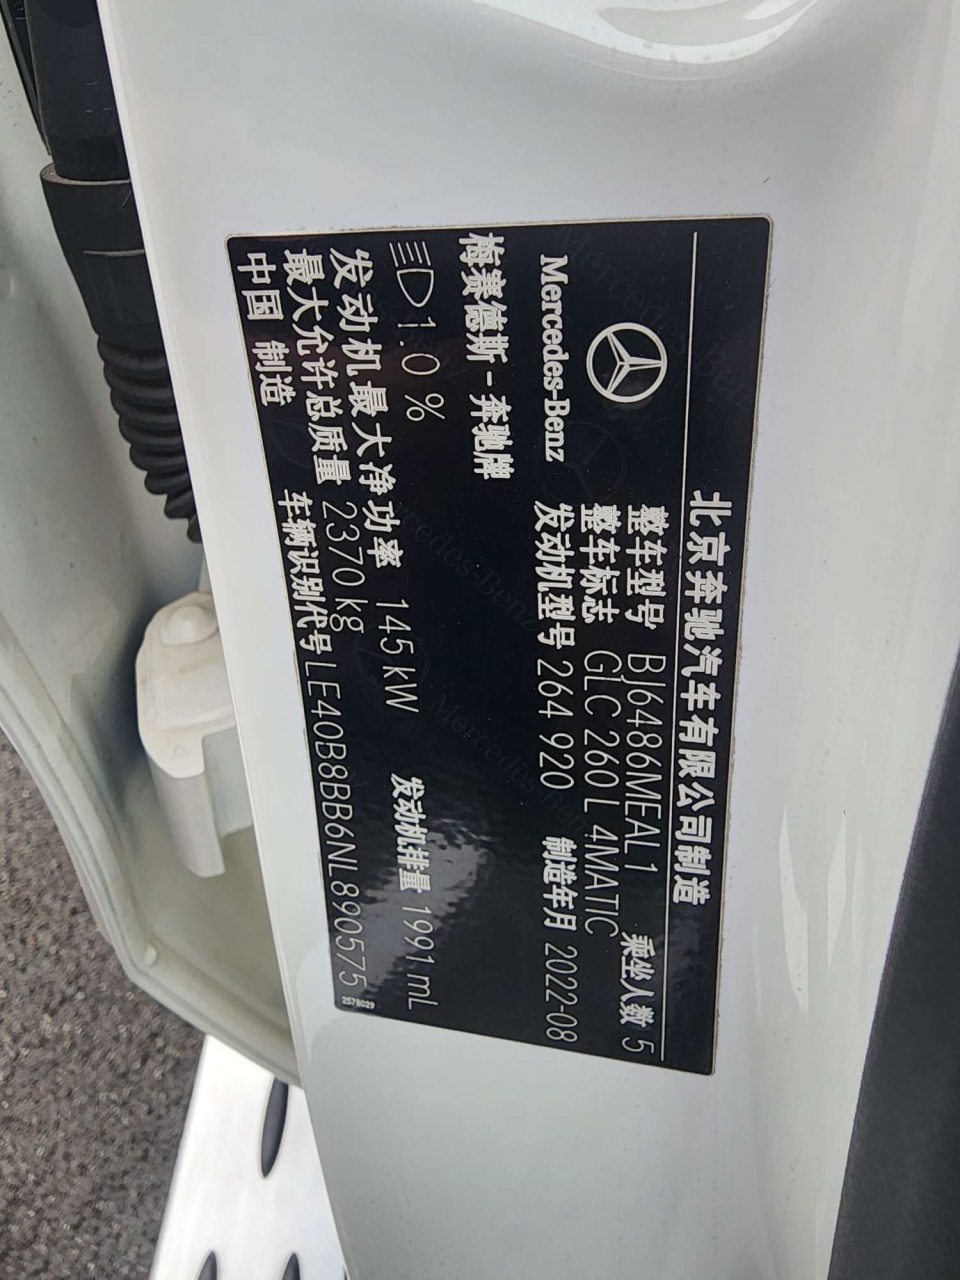 北京奔驰汽车有限公司制造
整车型号 BJ6486MEAL1 乘坐人数 5
整车标志 GLC 260 L 4MATIC
Mercedes-Benz 发动机型号 264 920 制造年月 2022-08
梅赛德斯-奔驰牌
1.0 %
发动机最大净功率 145 kW 发动机排量 1991 mL
最大允许总质量 2370 kg
中国 制造 车辆识别代号 LE40B8BB6NL890575
2578029